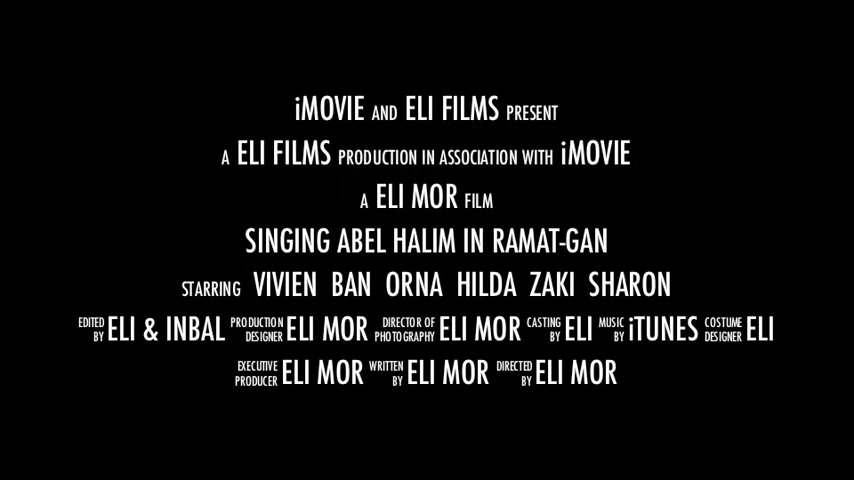 iMOVIE AND ELI FILMS PRESENT
A ELI FILMS PRODUCTION IN ASSOCIATION WITH iMOVIE
A ELI MOR FILM
SINGING ABEL HALIM IN RAMAT-GAN
STARRING VIVIEN BAN ORNA HILDA ZAKI SHARON
EDITED BY ELI & INBAL PRODUCTION DESIGNER ELI MOR DIRECTOR OF PHOTOGRAPHY ELI MOR CASTING BY ELI MUSIC BY iTUNES COSTUME DESIGNER ELI
EXECUTIVE PRODUCER ELI MOR WRITTEN BY ELI MOR DIRECTED BY ELI MOR